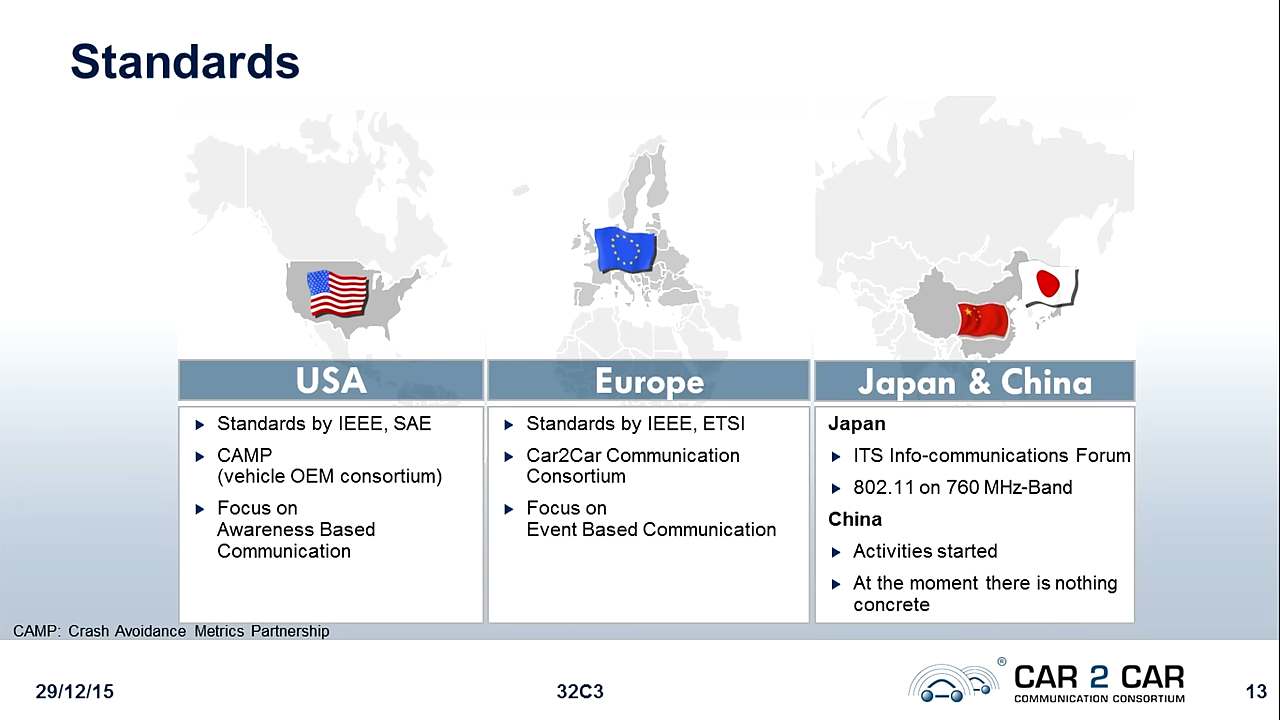 Standards
USA
► Standards by IEEE, SAE
► CAMP
(vehicle OEM consortium)
► Focus on
Awareness Based
Communication
Europe
► Standards by IEEE, ETSI
► Car2Car Communication
Consortium
► Focus on
Event Based Communication
Japan & China
Japan
► ITS Info-communications Forum
► 802.11 on 760 MHz-Band
China
► Activities started
► At the moment there is nothing
concrete
CAMP: Crash Avoidance Metrics Partnership
29/12/15
32C3
® CAR 2 CAR
COMMUNICATION CONSORTIUM
13